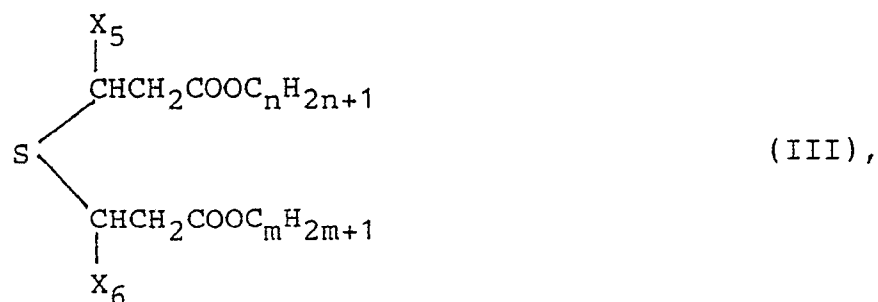 X5
CHCH2COOCnH2n+1
S (III),
CHCH2COOCmH2m+1
X6